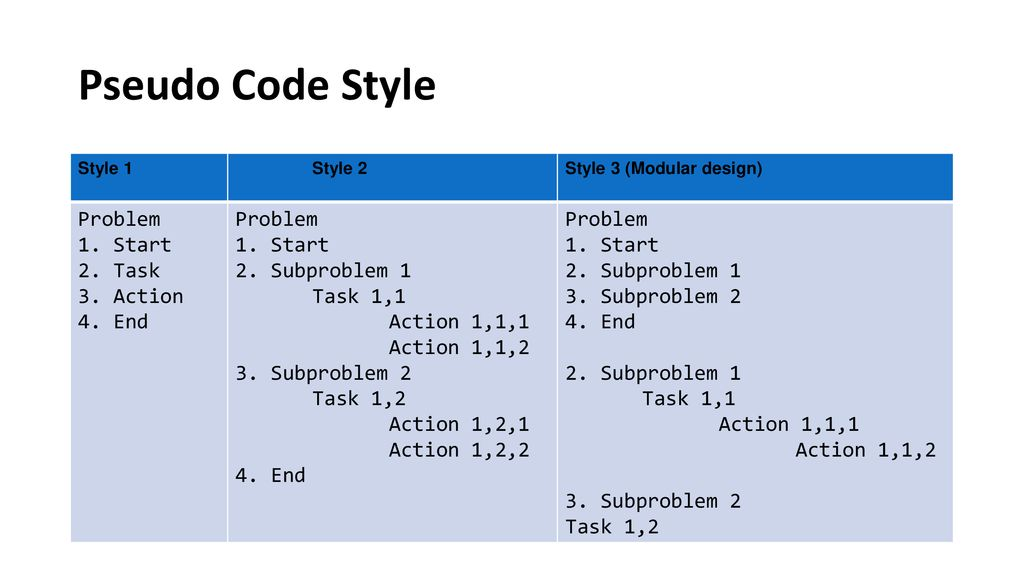 Pseudo Code Style
Style 1
Style 2
Style 3 (Modular design)
Problem
1. Start
2. Task
3. Action
4. End
Problem
1. Start
2. Subproblem 1
Task 1,1
Action 1,1,1
Action 1,1,2
3. Subproblem 2
Task 1,2
Action 1,2,1
Action 1,2,2
4. End
Problem
1. Start
2. Subproblem 1
3. Subproblem 2
4. End
2. Subproblem 1
Task 1,1
Action 1,1,1
Action 1,1,2
3. Subproblem 2
Task 1,2